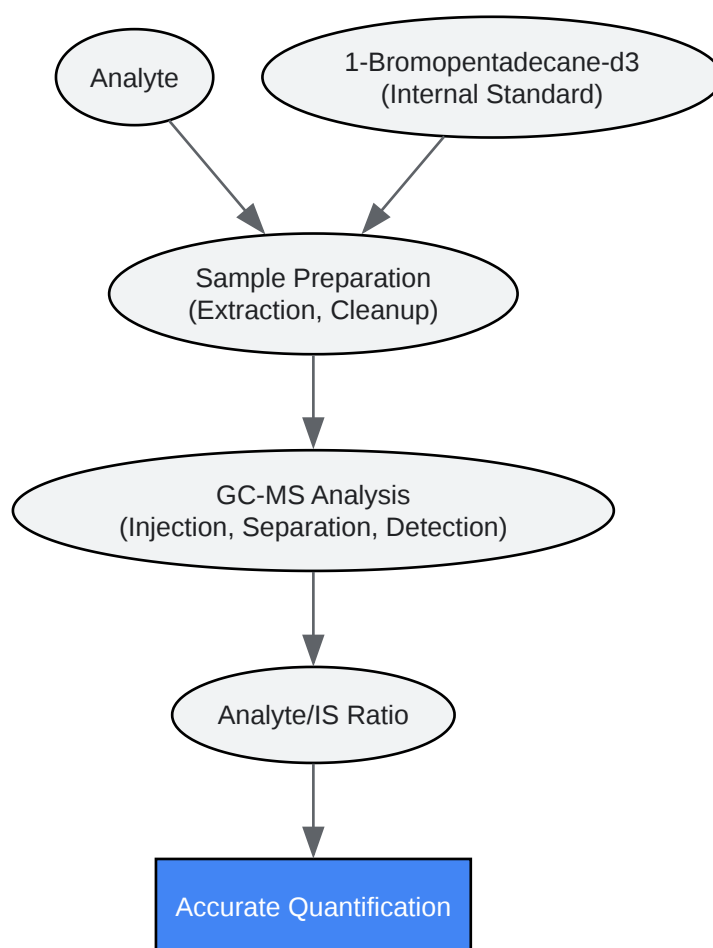 Analyte
1-Bromopentadecane-d3
(Internal Standard)
Sample Preparation
(Extraction, Cleanup)
GC-MS Analysis
(Injection, Separation, Detection)
Analyte/IS Ratio
Accurate Quantification